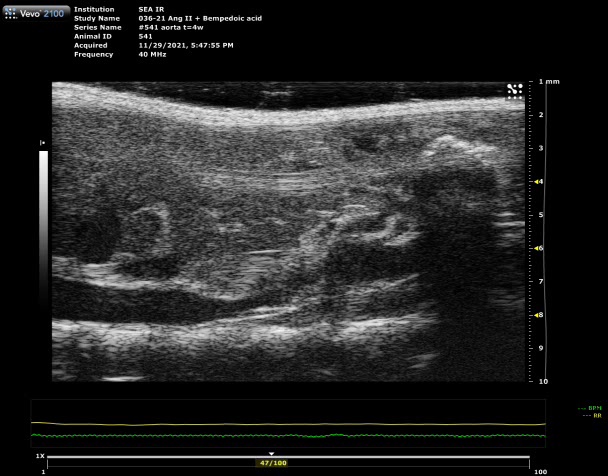 Vevo 2100
Institution SEA IR
Study Name 036-21 Ang II + Bempedoic acid
Series Name #541 aorta t=4w
Animal ID 541
Acquired 11/29/2021, 5:47:55 PM
Frequency 40 MHz
1 mm
2
3
4
5
6
7
8
9
10
BPM
RR
1X
47/100
1 100